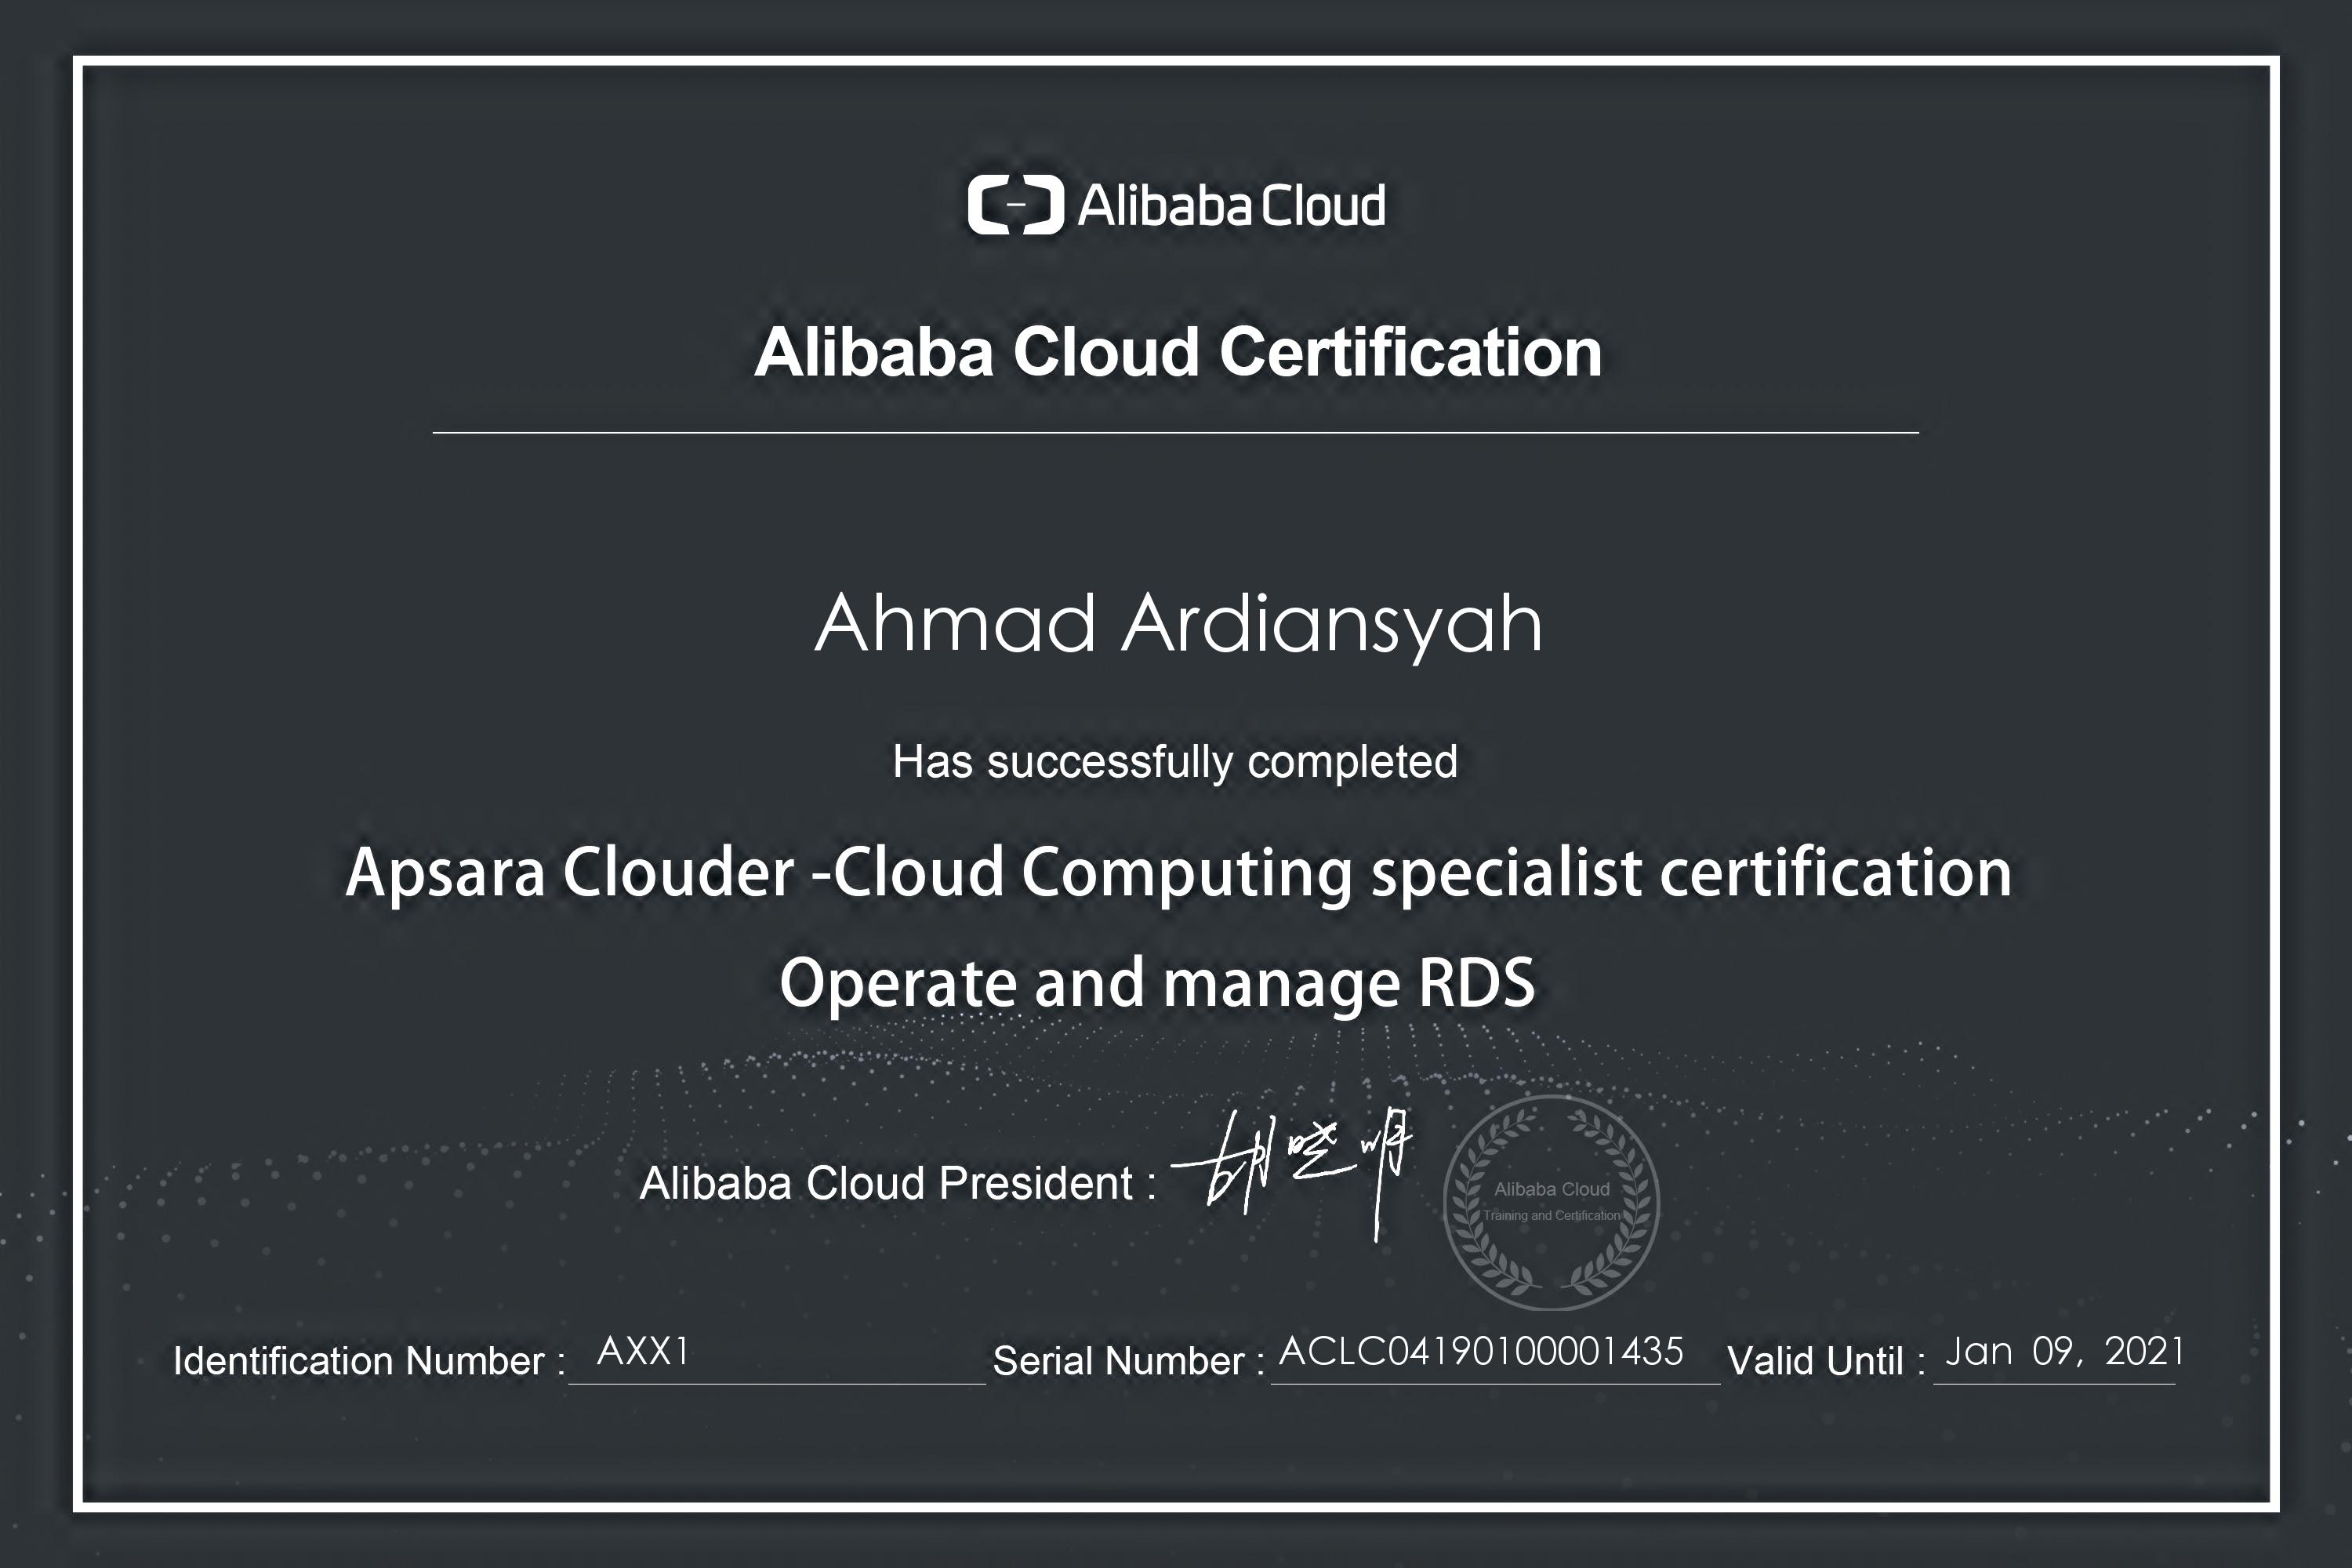 Alibaba Cloud
Alibaba Cloud Certification
Ahmad Ardiansyah
Has successfully completed
Apsara Clouder -Cloud Computing specialist certification
Operate and manage RDS
Alibaba Cloud President : 胡晓明
Alibaba Cloud
Training and Certification
Identification Number : AXX1 Serial Number : ACLC04190100001435 Valid Until : Jan 09, 2021